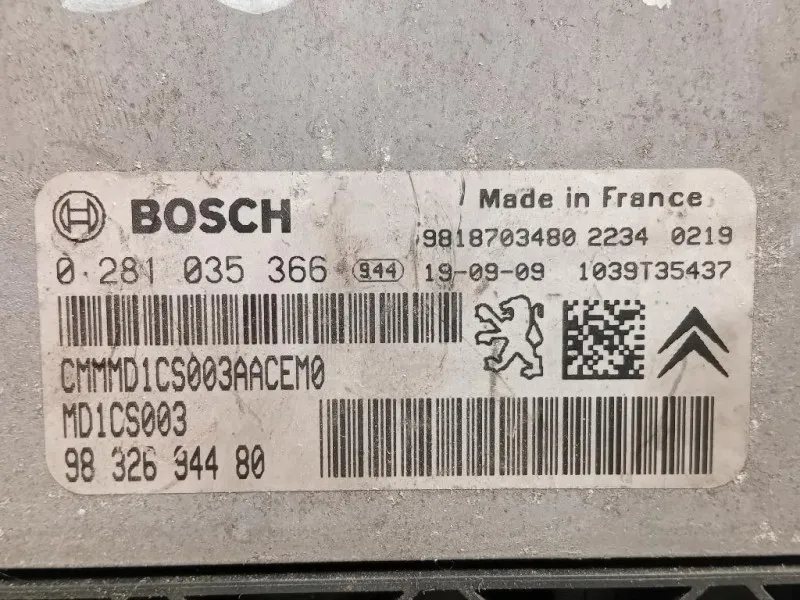 BOSCH
Made in France
9818703480 2234 0219
0 281 035 366 944 19-09-09 1039T35437
CMMMD1CS003AACEM0
MD1CS003
98 326 944 80